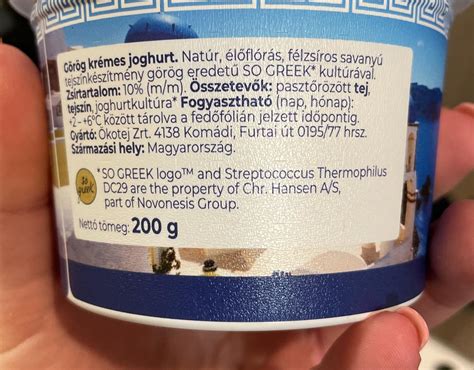 Görög krémes joghurt. Natúr, élőflórás, félzsíros savanyú
tejszínkészítmény görög eredetű SO GREEK* kultúrával.
Zsírtartalom: 10% (m/m). Összetevők: pasztőrözött tej,
tejszín, joghurtkultúra* Fogyasztható (nap, hónap):
+2 – +6°C között tárolva a fedőfólián jelzett időpontig.
Gyártó: Ökotej Zrt. 4138 Komádi, Furtai út 0195/77 hrsz.
Származási hely: Magyarország.
so
greek
*SO GREEK logo™ and Streptococcus Thermophilus
DC29 are the property of Chr. Hansen A/S,
part of Novonesis Group.
Nettó tömeg: 200 g